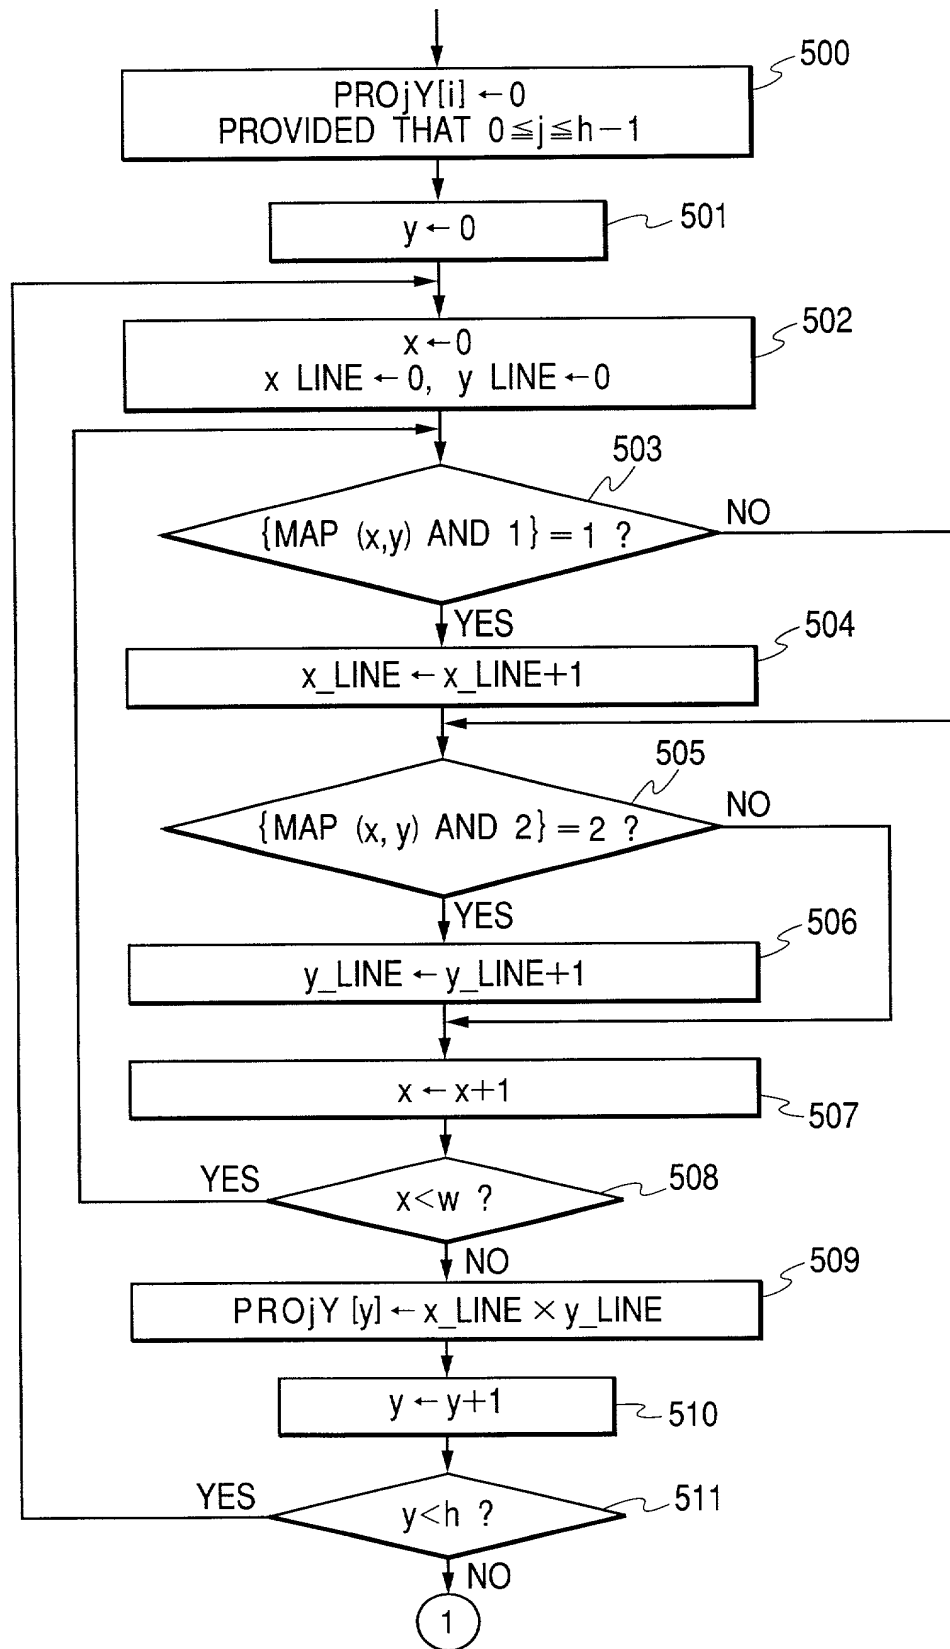 500
PROjY[i] ←0
PROVIDED THAT 0≦j≦h−1
y ←0
501
x ←0
x LINE ←0, y LINE ←0
502
503
{MAP (x,y) AND 1} = 1 ?
NO
YES
504
x_LINE ← x_LINE+1
505
{MAP (x, y) AND 2} = 2 ?
NO
YES
506
y_LINE ← y_LINE+1
x ← x+1
507
YES
x<w ?
508
NO
509
PROjY [y] ← x_LINE × y_LINE
y ← y+1
510
YES
y<h ?
511
NO
1